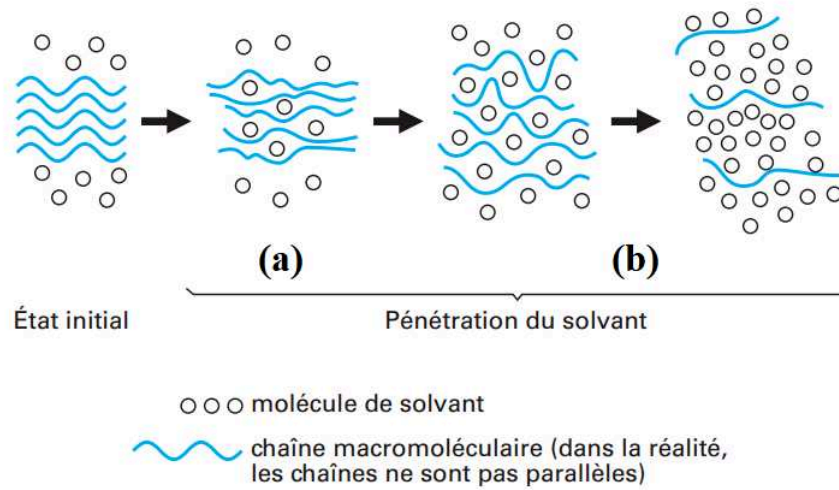 (a)
(b)
État initial
Pénétration du solvant
molécule de solvant
chaîne macromoléculaire (dans la réalité,
les chaînes ne sont pas parallèles)